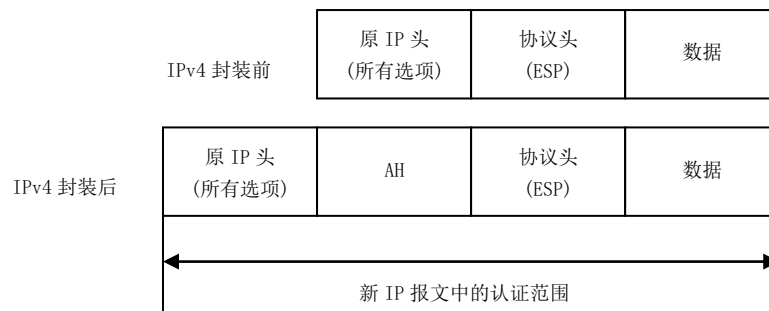 IPv4 封装前
原 IP 头
(所有选项)
协议头
(ESP)
数据
IPv4 封装后
原 IP 头
(所有选项)
AH
协议头
(ESP)
数据
新 IP 报文中的认证范围